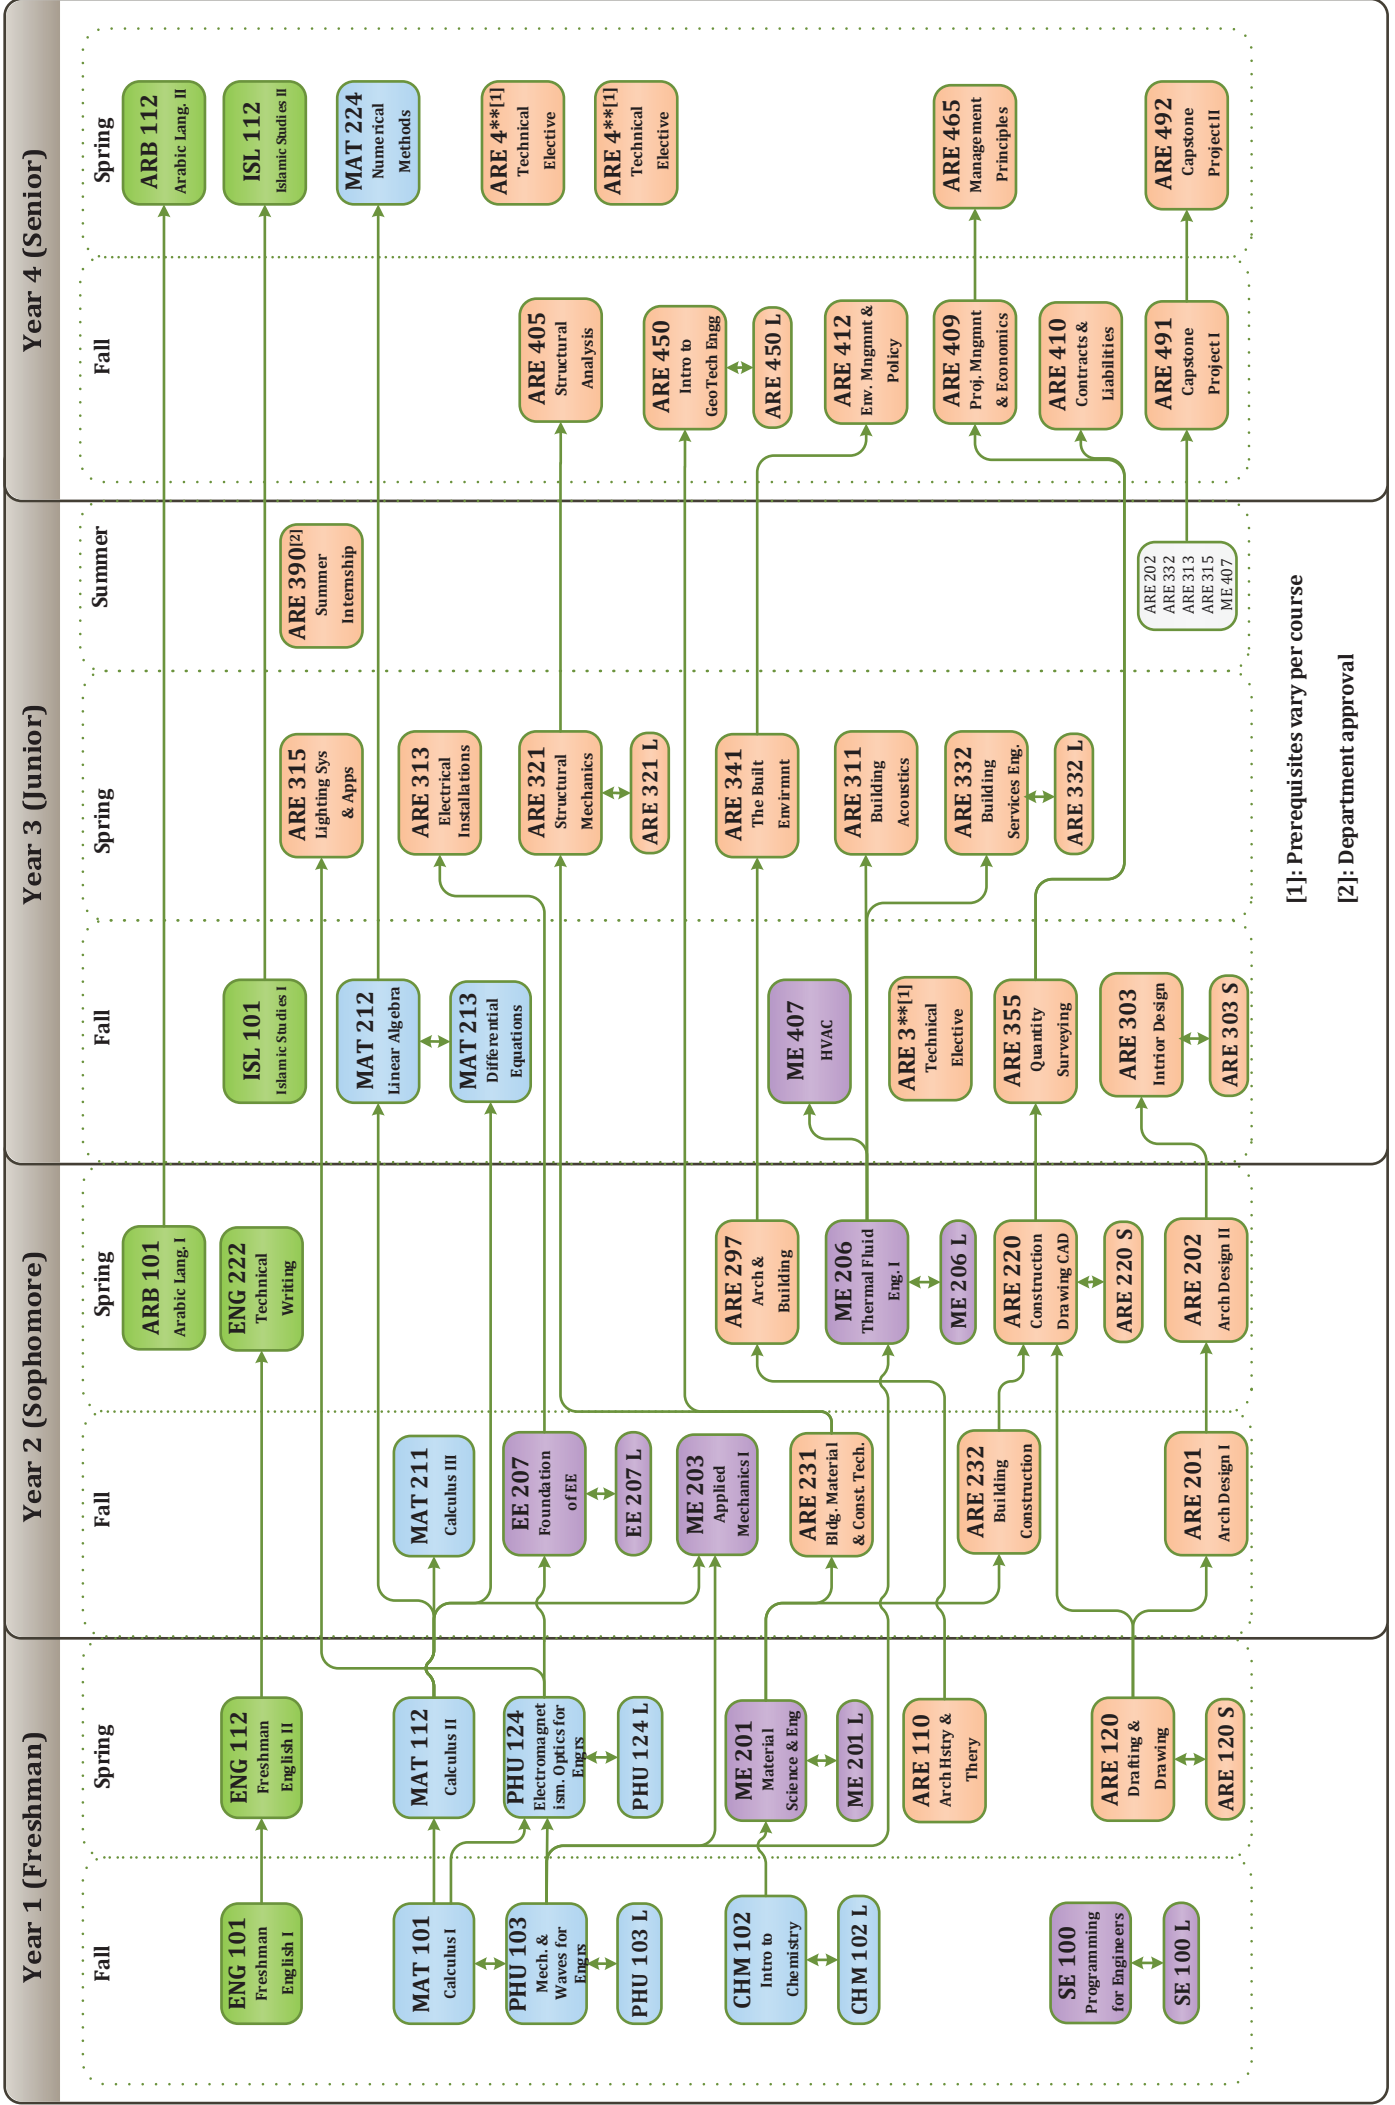 Year 1 (Freshman)
Year 2 (Sophomore)
Year 3 (Junior)
Year 4 (Senior)
Fall
Spring
Fall
Spring
Fall
Spring
Summer
Fall
Spring
ENG 101
Freshman
English I
MAT 101
Calculus I
PHU 103
Mech. &
Waves for
Engrs
PHU 103 L
CHM 102
Intro to
Chemistry
CHM 102 L
SE 100
Programming
for Engineers
SE 100 L
ENG 112
Freshman
English II
MAT 112
Calculus II
PHU 124
Electromagnet
ism. Optics for
Engrs
PHU 124 L
ME 201
Material
Science & Eng
ME 201 L
ARE 110
Arch Hstry &
Thery
ARE 120
Drafting &
Drawing
ARE 120 S
MAT 211
Calculus III
EE 207
Foundation
of EE
EE 207 L
ME 203
Applied
Mechanics I
ARE 231
Bldg. Material
& Const. Tech.
ARE 232
Building
Construction
ARE 201
Arch Design I
ARB 101
Arabic Lang. I
ENG 222
Technical
Writing
ARE 297
Arch &
Building
ME 206
Thermal Fluid
Eng. I
ME 206 L
ARE 220
Construction
Drawing CAD
ARE 220 S
ARE 202
Arch Design II
ISL 101
Islamic Studies I
MAT 212
Linear Algebra
MAT 213
Differential
Equations
ME 407
HVAC
ARE 3**[1]
Technical
Elective
ARE 355
Quantity
Surveying
ARE 303
Intrior Design
ARE 303 S
ARE 315
Lighting Sys
& Apps
ARE 313
Electrical
Installations
ARE 321
Structural
Mechanics
ARE 321 L
ARE 341
The Built
Envirmnt
ARE 311
Building
Acoustics
ARE 332
Building
Services Eng.
ARE 332 L
ARE 390[2]
Summer
Internship
ARE 202
ARE 332
ARE 313
ARE 315
ME 407
ARE 405
Structural
Analysis
ARE 450
Intro to
GeoTech Engg
ARE 450 L
ARE 412
Env. Mngmnt &
Policy
ARE 409
Proj. Mngmnt
& Economics
ARE 410
Contracts &
Liabilities
ARE 491
Capstone
Project I
ARB 112
Arabic Lang. II
ISL 112
Islamic Studies II
MAT 224
Numerical
Methods
ARE 4**[1]
Technical
Elective
ARE 4**[1]
Technical
Elective
ARE 465
Management
Principles
ARE 492
Capstone
Project II
[1]: Prerequisites vary per course
[2]: Department approval